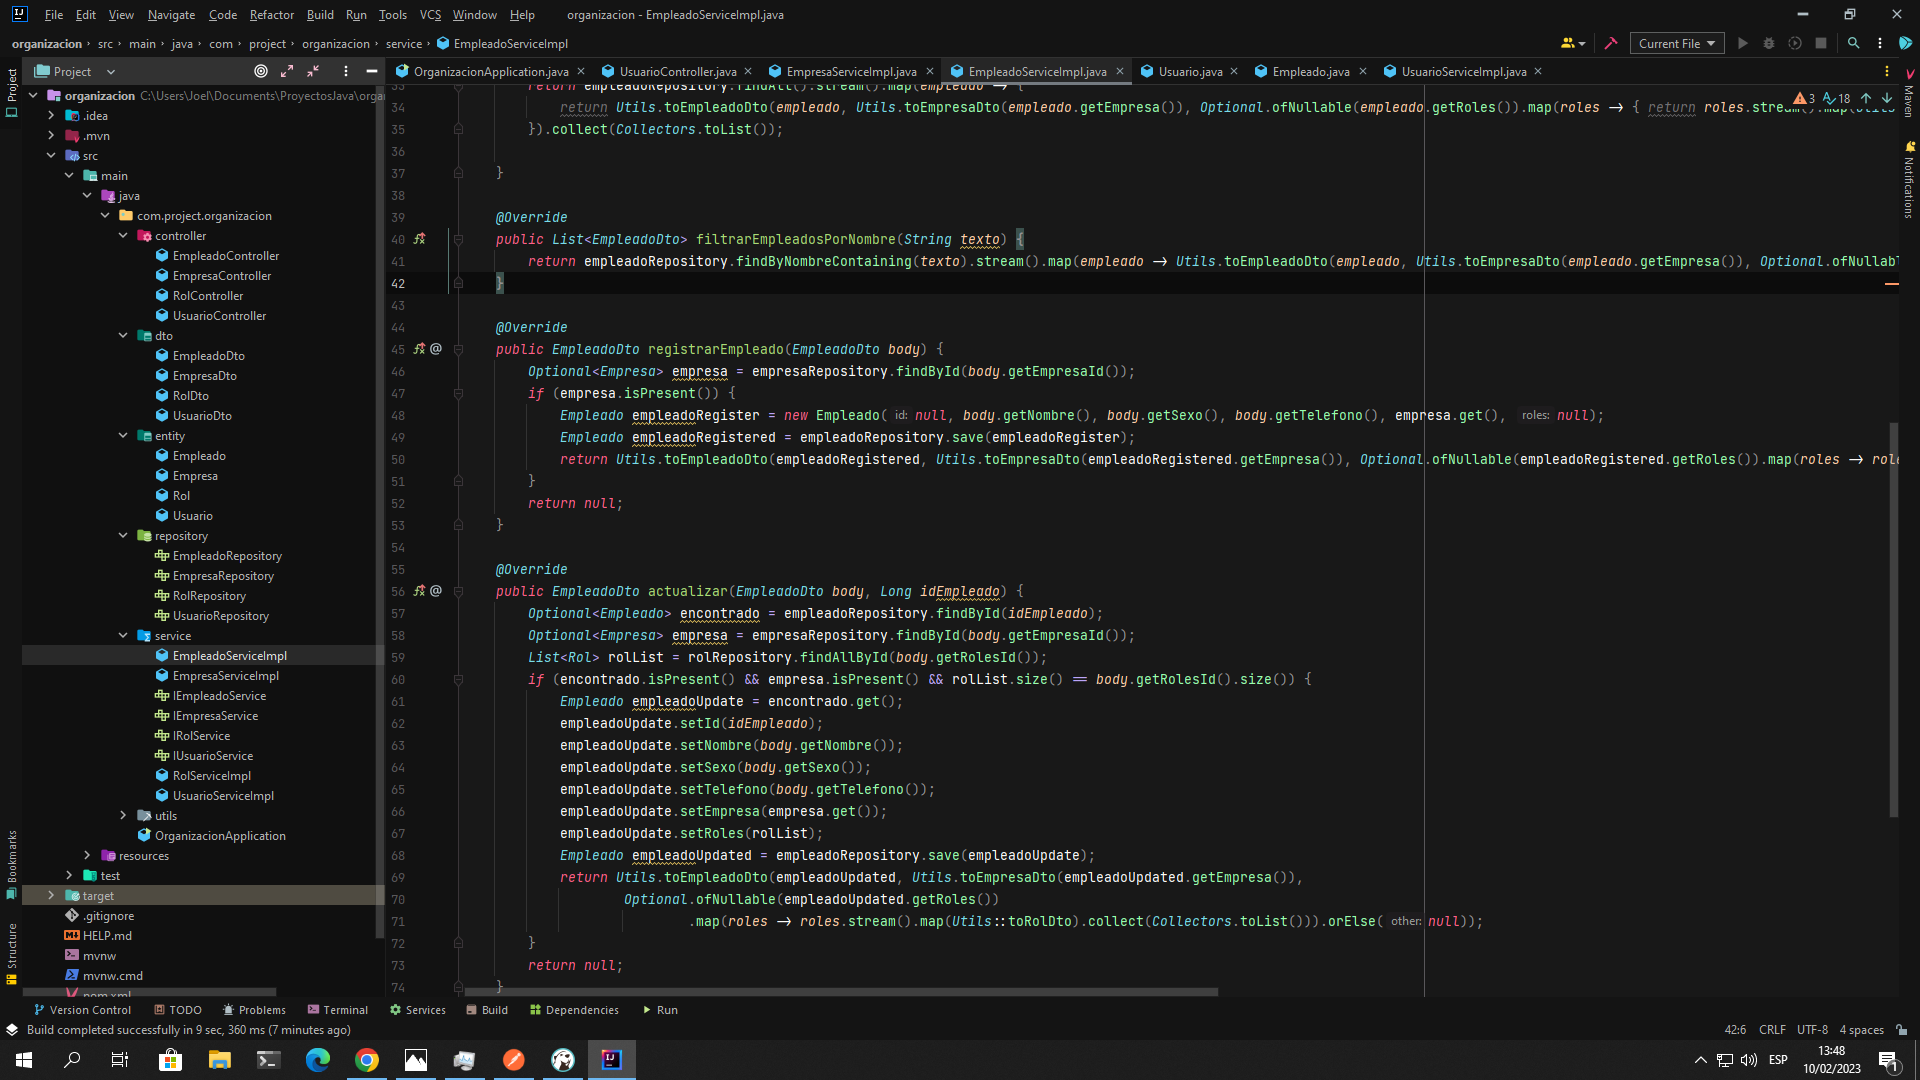 File Edit View Navigate Code Refactor Build Run Tools VCS Window Help organizacion - EmpleadoServiceImpl.java
organizacion › src › main › java › com › project › organizacion › service › EmpleadoServiceImpl
Current File
Project
OrganizacionApplication.java
UsuarioController.java
EmpresaServiceImpl.java
EmpleadoServiceImpl.java
Usuario.java
Empleado.java
UsuarioServiceImpl.java
Project
organizacion C:\Users\Joel\Documents\ProyectosJava\orga
.idea
.mvn
src
main
java
com.project.organizacion
controller
EmpleadoController
EmpresaController
RolController
UsuarioController
dto
EmpleadoDto
EmpresaDto
RolDto
UsuarioDto
entity
Empleado
Empresa
Rol
Usuario
repository
EmpleadoRepository
EmpresaRepository
RolRepository
UsuarioRepository
service
EmpleadoServiceImpl
EmpresaServiceImpl
IEmpleadoService
IEmpresaService
IRolService
IUsuarioService
RolServiceImpl
UsuarioServiceImpl
utils
OrganizacionApplication
resources
test
target
.gitignore
HELP.md
mvnw
mvnw.cmd
pom.xml
Bookmarks
Structure
3 18
33 return empleadoRepository.findAll().stream().map(empleado → {
34 return Utils.toEmpleadoDto(empleado, Utils.toEmpresaDto(empleado.getEmpresa()), Optional.ofNullable(empleado.getRoles()).map(roles → { return roles.stream().map(Utils
35 }).collect(Collectors.toList());
36
37 }
38
39 @Override
40 public List<EmpleadoDto> filtrarEmpleadosPorNombre(String texto) {
41 return empleadoRepository.findByNombreContaining(texto).stream().map(empleado → Utils.toEmpleadoDto(empleado, Utils.toEmpresaDto(empleado.getEmpresa()), Optional.ofNullabl
42 }
43
44 @Override
45 @ public EmpleadoDto registrarEmpleado(EmpleadoDto body) {
46 Optional<Empresa> empresa = empresaRepository.findById(body.getEmpresaId());
47 if (empresa.isPresent()) {
48 Empleado empleadoRegister = new Empleado( id: null, body.getNombre(), body.getSexo(), body.getTelefono(), empresa.get(), roles: null);
49 Empleado empleadoRegistered = empleadoRepository.save(empleadoRegister);
50 return Utils.toEmpleadoDto(empleadoRegistered, Utils.toEmpresaDto(empleadoRegistered.getEmpresa()), Optional.ofNullable(empleadoRegistered.getRoles()).map(roles → rol
51 }
52 return null;
53 }
54
55 @Override
56 @ public EmpleadoDto actualizar(EmpleadoDto body, Long idEmpleado) {
57 Optional<Empleado> encontrado = empleadoRepository.findById(idEmpleado);
58 Optional<Empresa> empresa = empresaRepository.findById(body.getEmpresaId());
59 List<Rol> rolList = rolRepository.findAllById(body.getRolesId());
60 if (encontrado.isPresent() && empresa.isPresent() && rolList.size() == body.getRolesId().size()) {
61 Empleado empleadoUpdate = encontrado.get();
62 empleadoUpdate.setId(idEmpleado);
63 empleadoUpdate.setNombre(body.getNombre());
64 empleadoUpdate.setSexo(body.getSexo());
65 empleadoUpdate.setTelefono(body.getTelefono());
66 empleadoUpdate.setEmpresa(empresa.get());
67 empleadoUpdate.setRoles(rolList);
68 Empleado empleadoUpdated = empleadoRepository.save(empleadoUpdate);
69 return Utils.toEmpleadoDto(empleadoUpdated, Utils.toEmpresaDto(empleadoUpdated.getEmpresa()),
70 Optional.ofNullable(empleadoUpdated.getRoles())
71 .map(roles → roles.stream().map(Utils::toRolDto).collect(Collectors.toList())).orElse( other: null));
72 }
73 return null;
74 }
Maven
Notifications
Version Control TODO Problems Terminal Services Build Dependencies Run
Build completed successfully in 9 sec, 360 ms (7 minutes ago) 42:6 CRLF UTF-8 4 spaces
ESP
13:48
10/02/2023
1